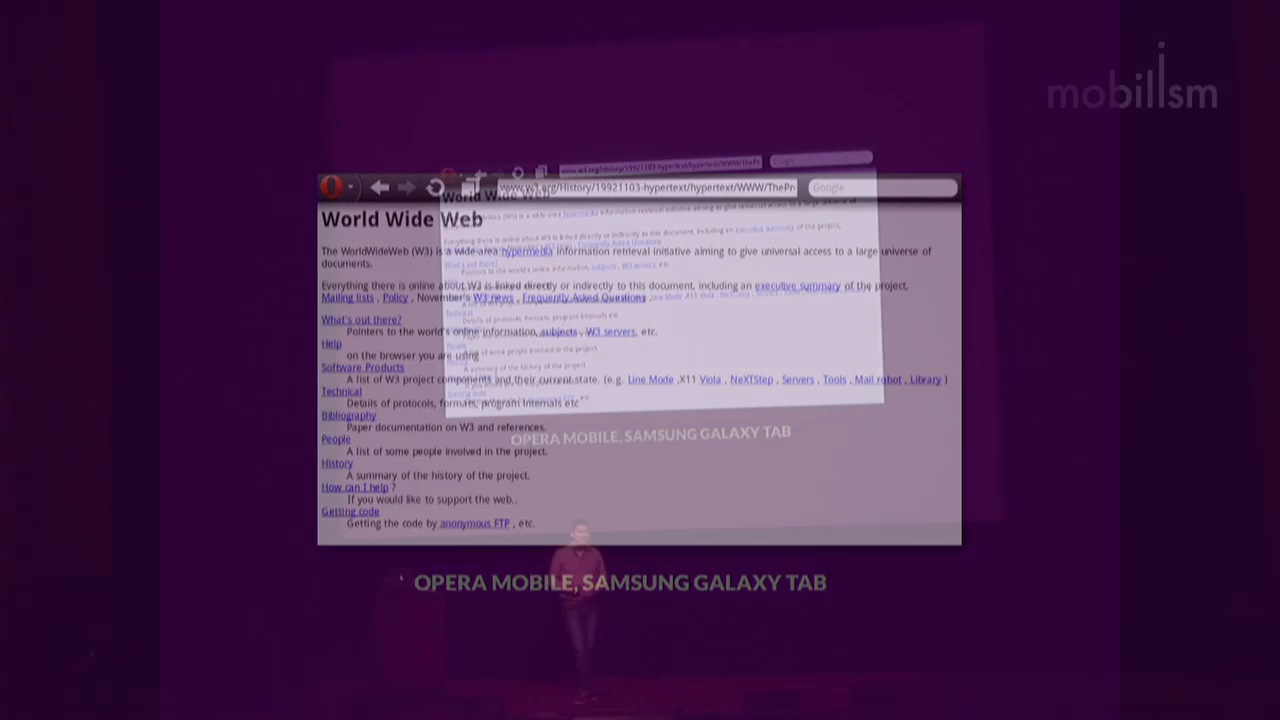 mobilism
www.w3.org/History/19921103-hypertext/hypertext/WWW/ThePr
Google
World Wide Web
The WorldWideWeb (W3) is a wide-area hypermedia information retrieval initiative aiming to give universal access to a large universe of
documents.
Everything there is online about W3 is linked directly or indirectly to this document, including an executive summary of the project,
Mailing lists , Policy , November's W3 news , Frequently Asked Questions .
What's out there?
Pointers to the world's online information, subjects , W3 servers, etc.
Help
on the browser you are using
Software Products
A list of W3 project components and their current state. (e.g. Line Mode ,X11 Viola , NeXTStep , Servers , Tools , Mail robot , Library )
Technical
Details of protocols, formats, program internals etc
Bibliography
Paper documentation on W3 and references.
People
A list of some people involved in the project.
History
A summary of the history of the project.
How can I help ?
If you would like to support the web..
Getting code
Getting the code by anonymous FTP , etc.
OPERA MOBILE, SAMSUNG GALAXY TAB
OPERA MOBILE, SAMSUNG GALAXY TAB